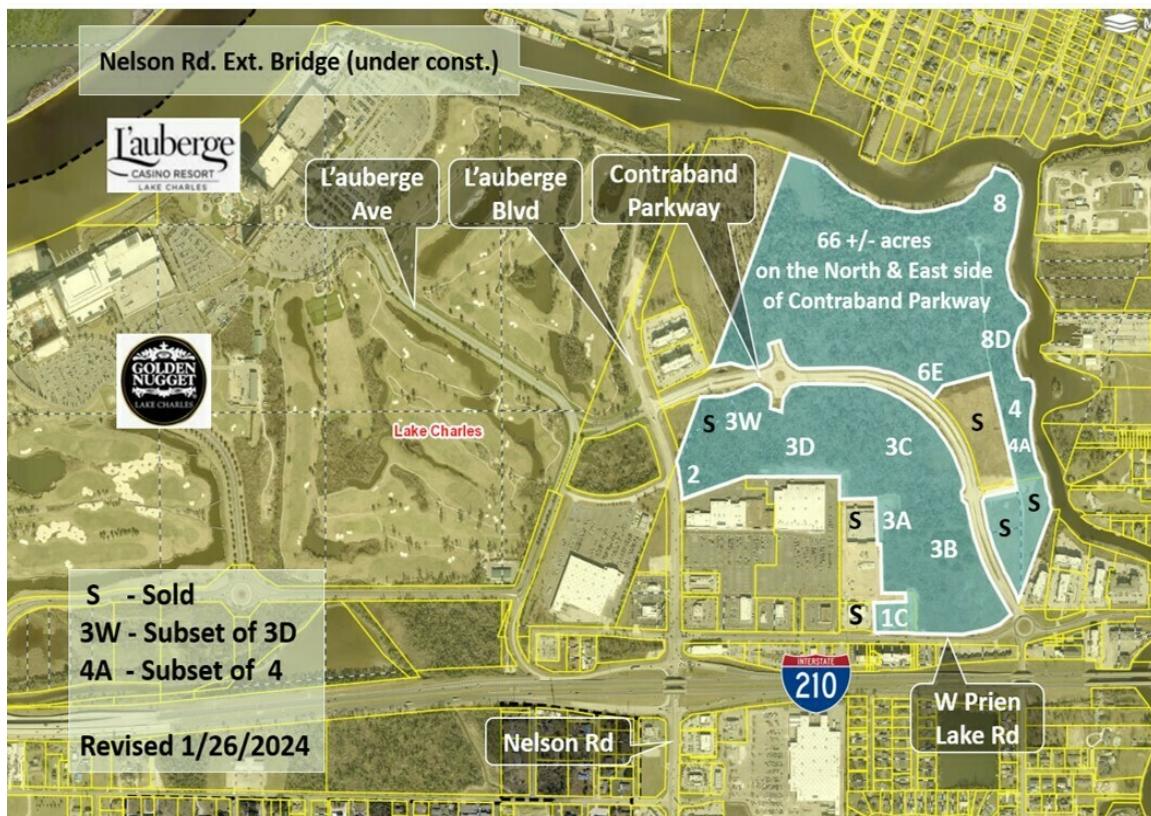 M
Nelson Rd. Ext. Bridge (under const.)
L'auberge
CASINO RESORT
LAKE CHARLES
L'auberge
Ave
L'auberge
Blvd
Contraband
Parkway
8
66 +/- acres
on the North & East side
of Contraband Parkway
8D
GOLDEN
NUGGET
LAKE CHARLES
6E
Lake Charles
S
3W
S
4
3D
3C
4A
2
S
S
S
3A
3B
S
1C
S - Sold
3W - Subset of 3D
4A - Subset of 4
Revised 1/26/2024
INTERSTATE
210
W Prien
Lake Rd
Nelson Rd